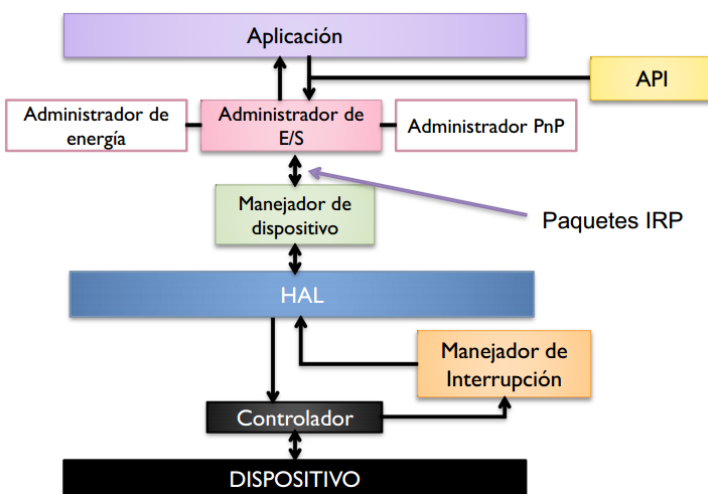 Aplicación
API
Administrador de
energía
Administrador de
E/S
Administrador PnP
Manejador de
dispositivo
Paquetes IRP
HAL
Manejador de
Interrupción
Controlador
DISPOSITIVO